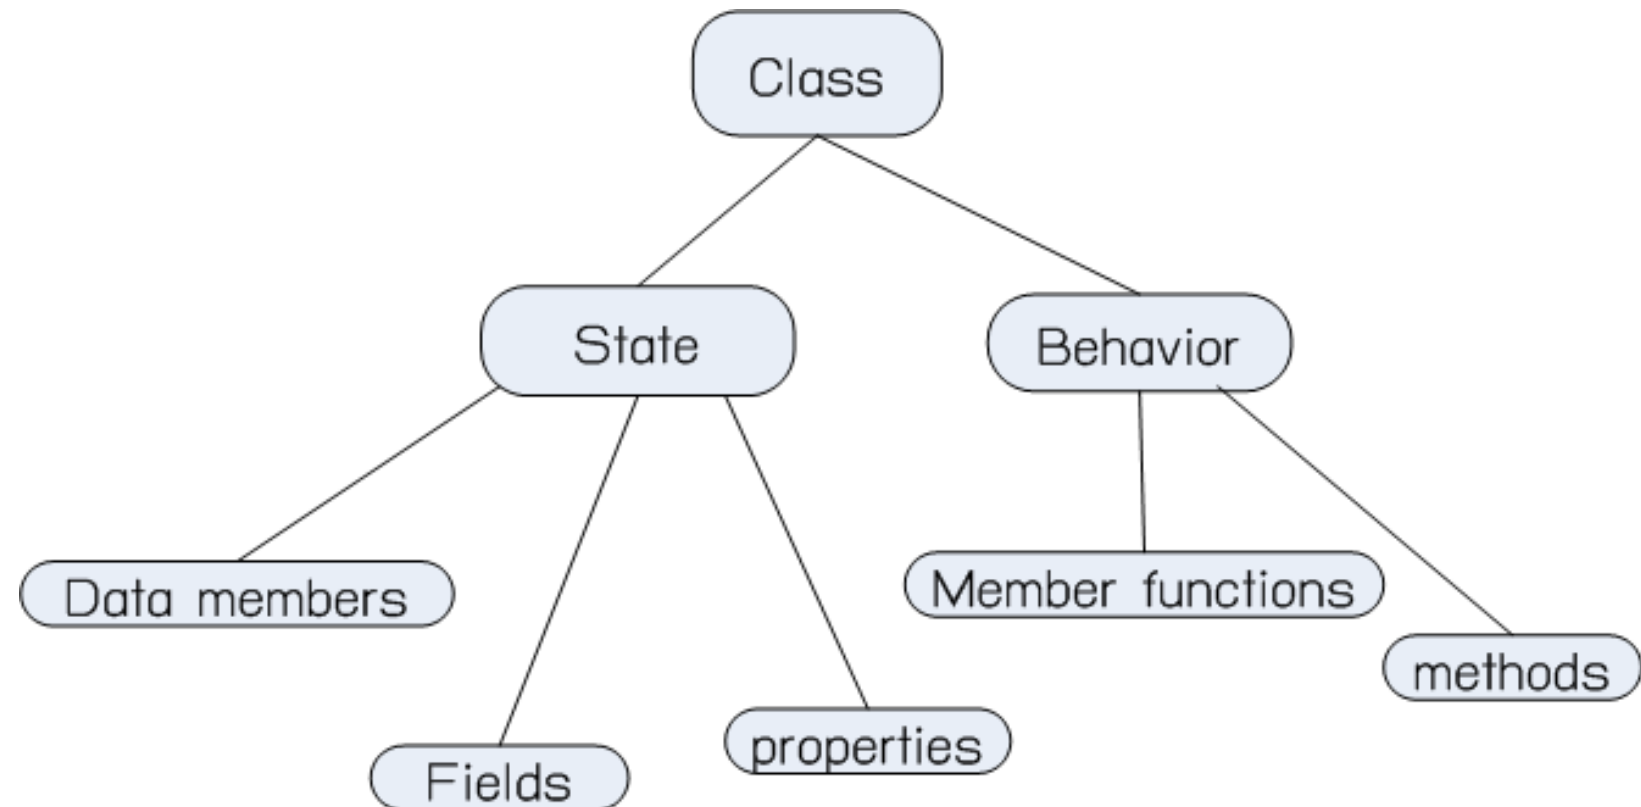 Class
State
Behavior
Data members
Member functions
methods
properties
Fields